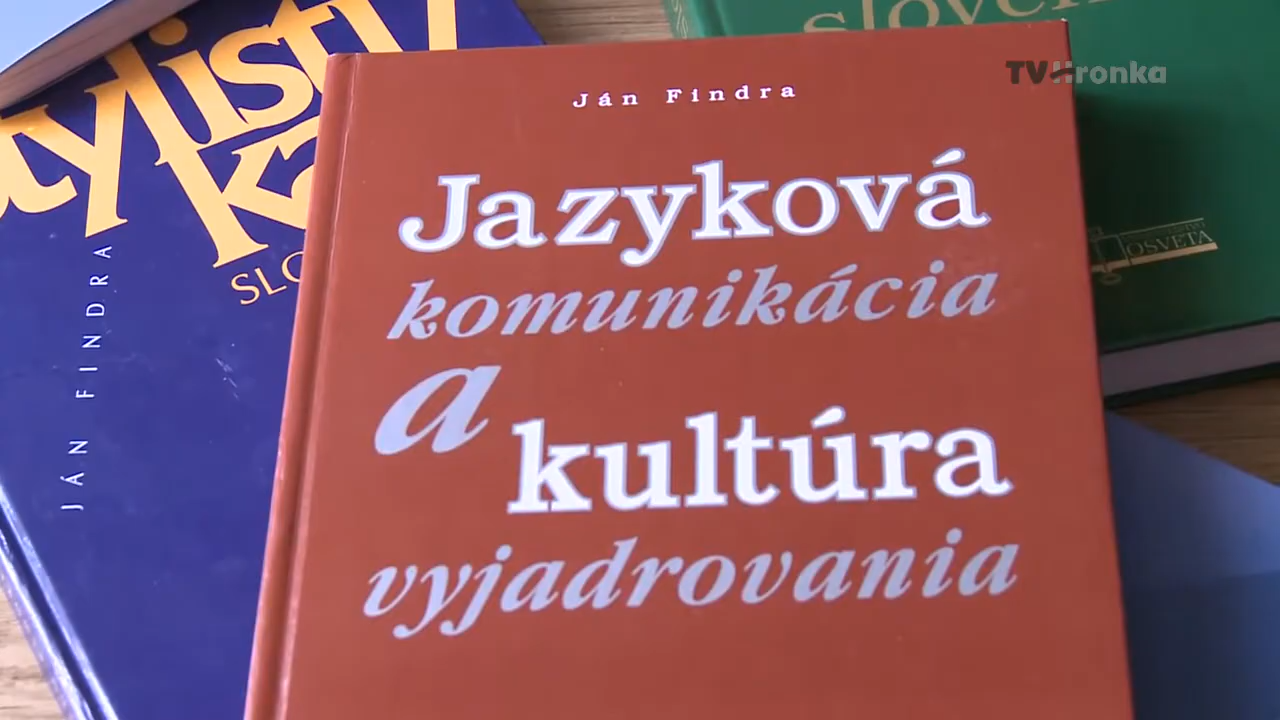 TVHronka
Ján Findra
Jazyková
komunikácia
a
kultúra
vyjadrovania
JÁN FINDRA
OSVETA